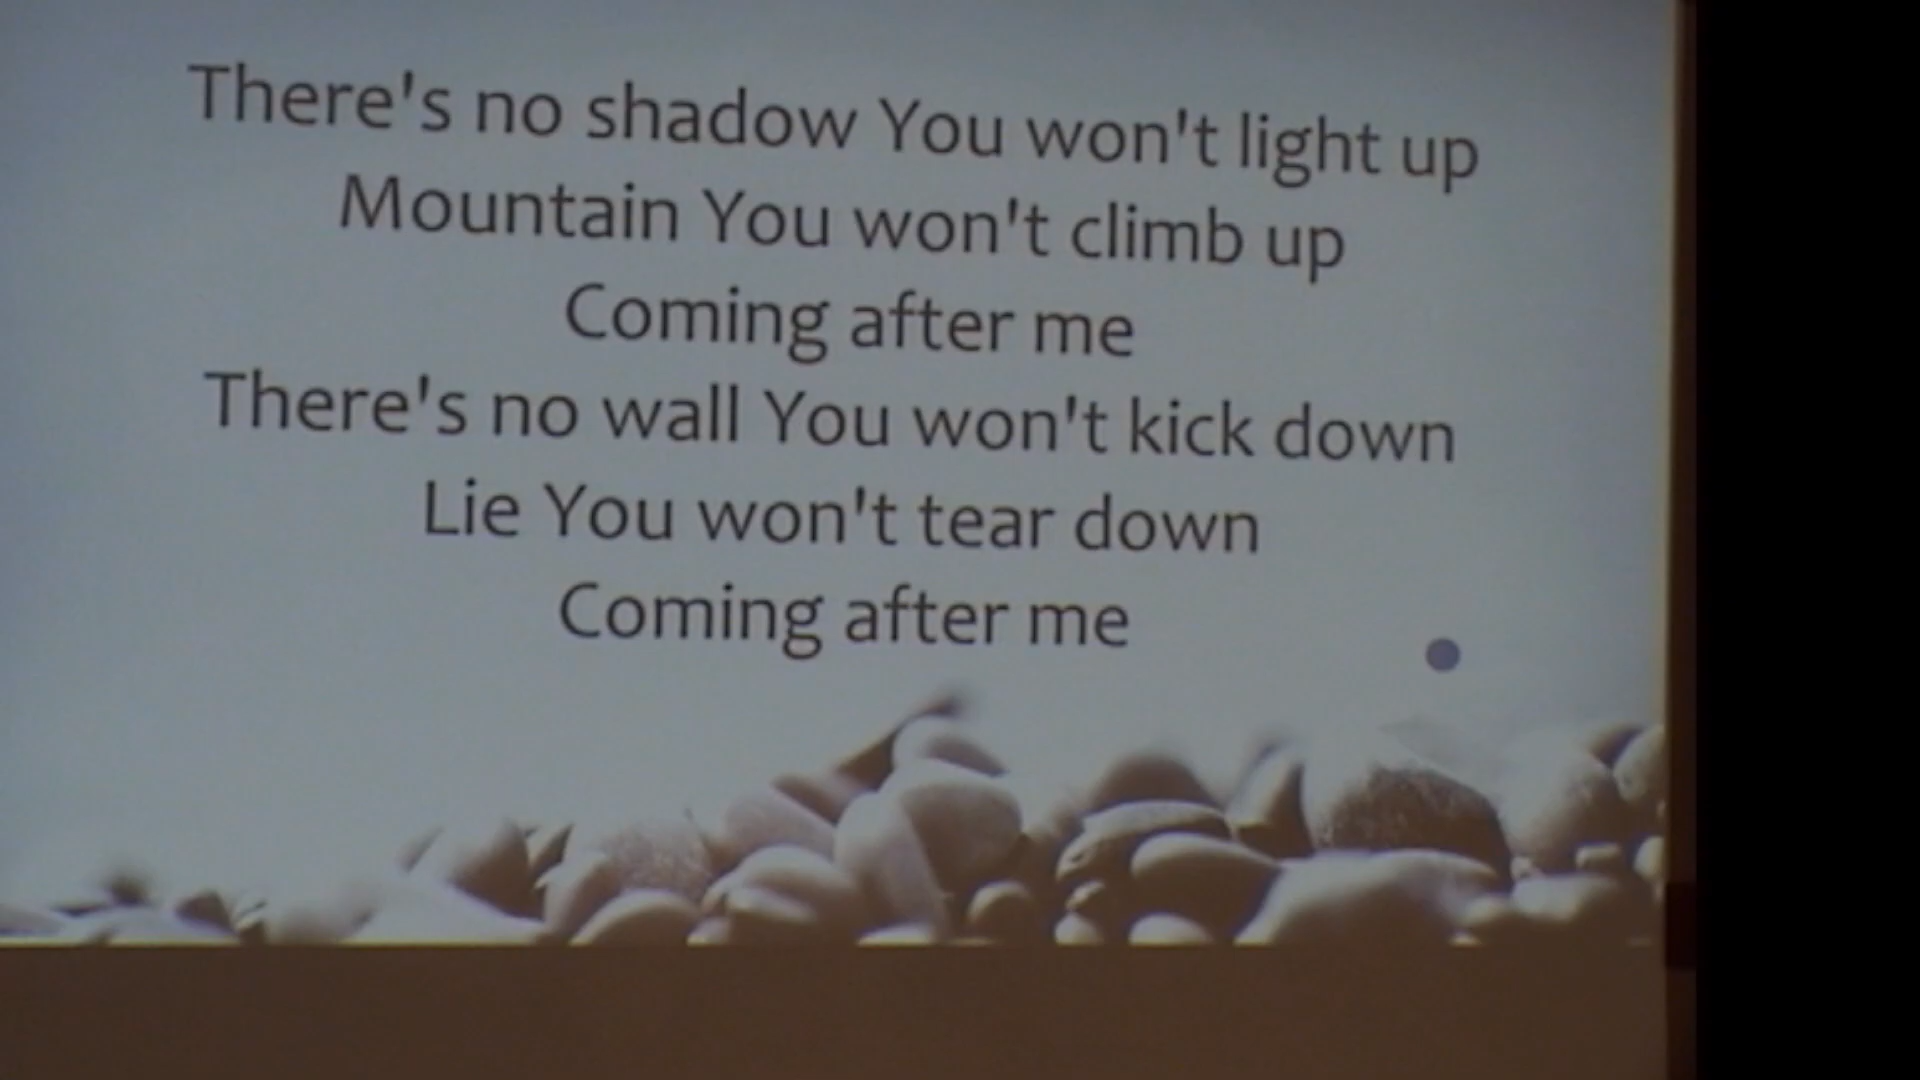 There's no shadow You won't light up
Mountain You won't climb up
Coming after me
There's no wall You won't kick down
Lie You won't tear down
Coming after me